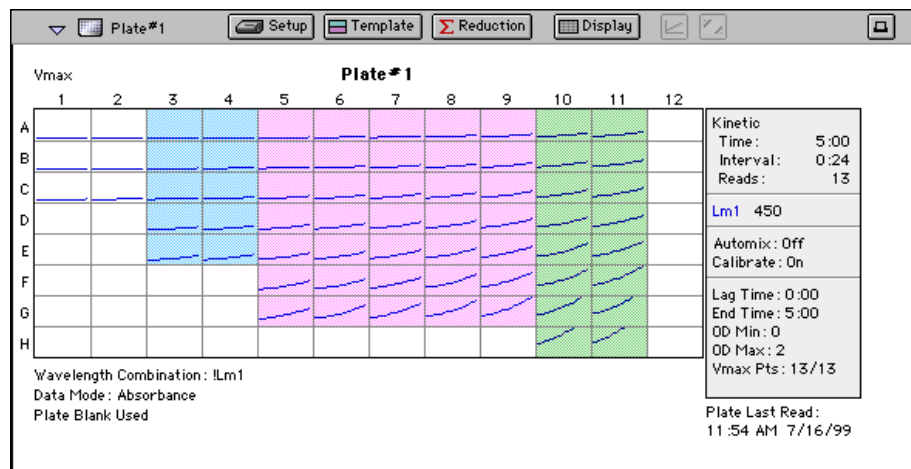 Plate#1 Setup Template Reduction Display
Vmax
Plate#1
1 2 3 4 5 6 7 8 9 10 11 12
A
B
C
D
E
F
G
H
Kinetic
Time: 5:00
Interval: 0:24
Reads: 13
Lm1 450
Automix: Off
Calibrate: On
Lag Time: 0:00
End Time: 5:00
OD Min: 0
OD Max: 2
Vmax Pts: 13/13
Wavelength Combination: !Lm1
Data Mode: Absorbance
Plate Blank Used
Plate Last Read:
11:54 AM 7/16/99